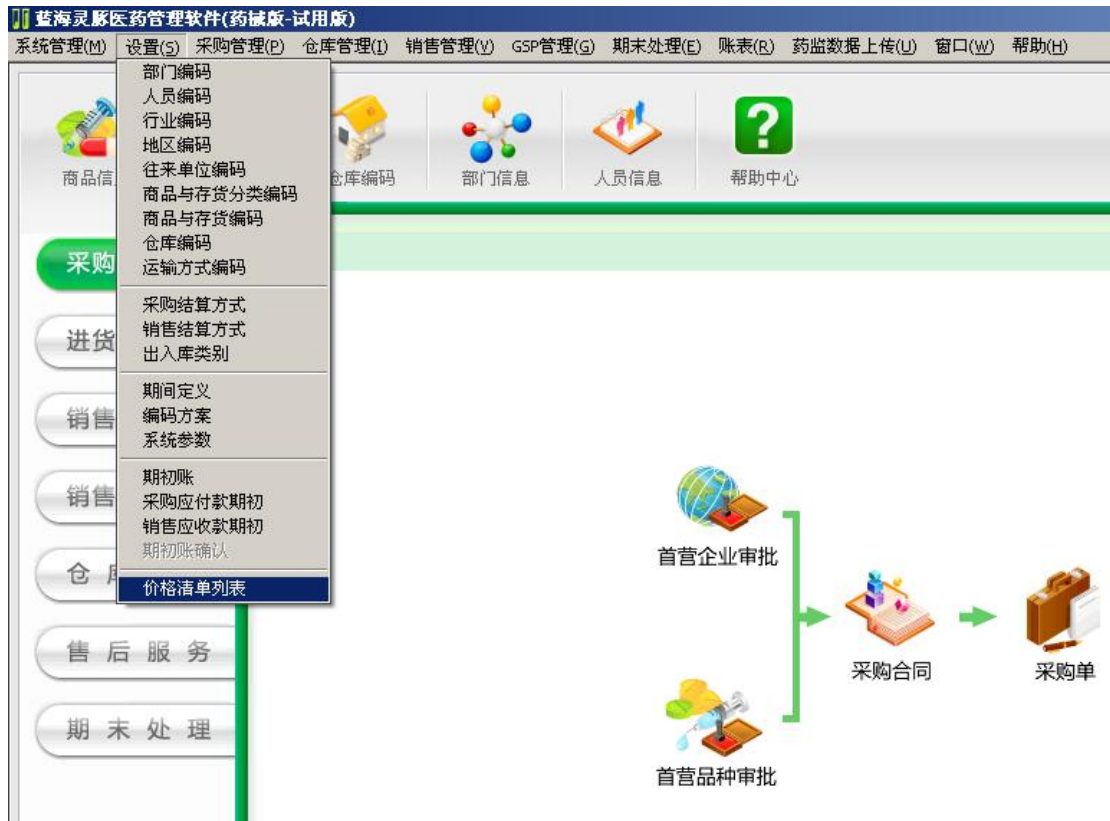 蓝海灵豚医药管理软件(药械版-试用版)
系统管理(M) 设置(S) 采购管理(P) 仓库管理(I) 销售管理(V) GSP管理(G) 期末处理(E) 账表(R) 药监数据上传(U) 窗口(W) 帮助(H)
部门编码
人员编码
行业编码
地区编码
往来单位编码
商品与存货分类编码
商品与存货编码
仓库编码
运输方式编码
采购结算方式
销售结算方式
出入库类别
期间定义
编码方案
系统参数
期初账
采购应付款期初
销售应收款期初
期初账确认
价格清单列表
商品信 仓库编码 部门信息 人员信息 帮助中心
采购
进货
销售
销售
仓
售后服务
期末处理
首营企业审批
采购合同
采购单
首营品种审批